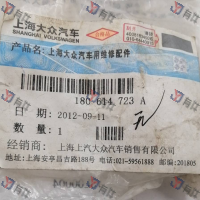 上海大众汽车
SHANGHAI VOLKSWAGEN
产品名: 上海大众汽车用维修配件
180 614 723 A
日 期: 2012-09-11
数 量: 1
元
经销商: 上海上汽大众汽车销售有限公司
地址:上海安亭昌吉路188号 电话:021-59561888 邮编:201805